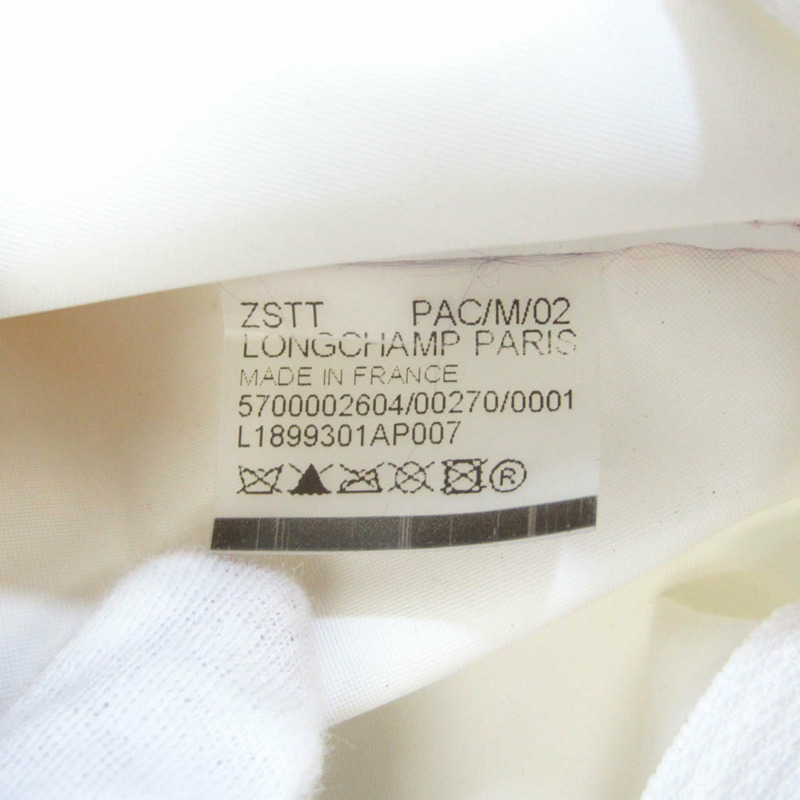 ZSTT PAC/M/02
LONGCHAMP PARIS
MADE IN FRANCE
5700002604/00270/0001
L1899301AP007
®